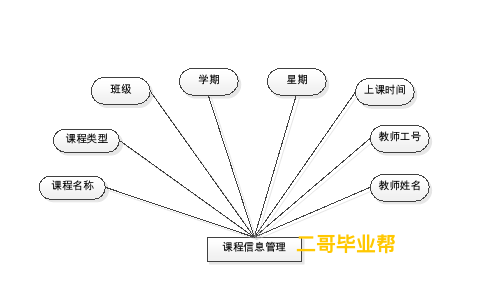 学期
星期
班级
上课时间
课程类型
教师工号
课程名称
教师姓名
课程信息管理
二哥毕业帮